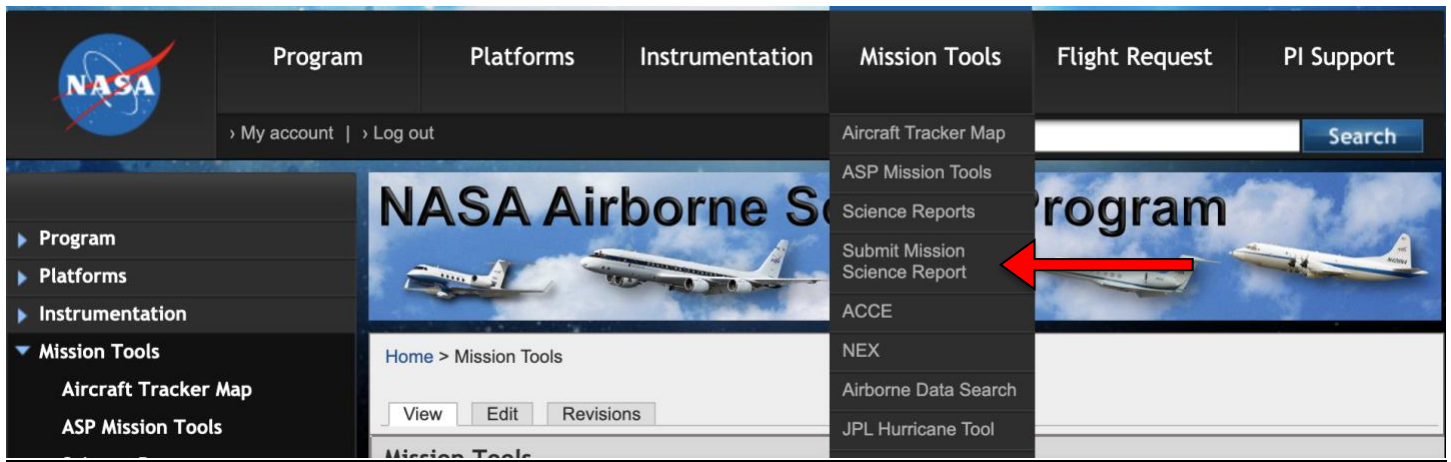 NASA
Program
Platforms
Instrumentation
Mission Tools
Flight Request
PI Support
› My account | › Log out
Search
Aircraft Tracker Map
ASP Mission Tools
Science Reports
Submit Mission
Science Report
ACCE
NEX
Airborne Data Search
JPL Hurricane Tool
Program
Platforms
Instrumentation
Mission Tools
Aircraft Tracker Map
ASP Mission Tools
NASA Airborne Sc rogram
Home > Mission Tools
View
Edit
Revisions
Mission Tools